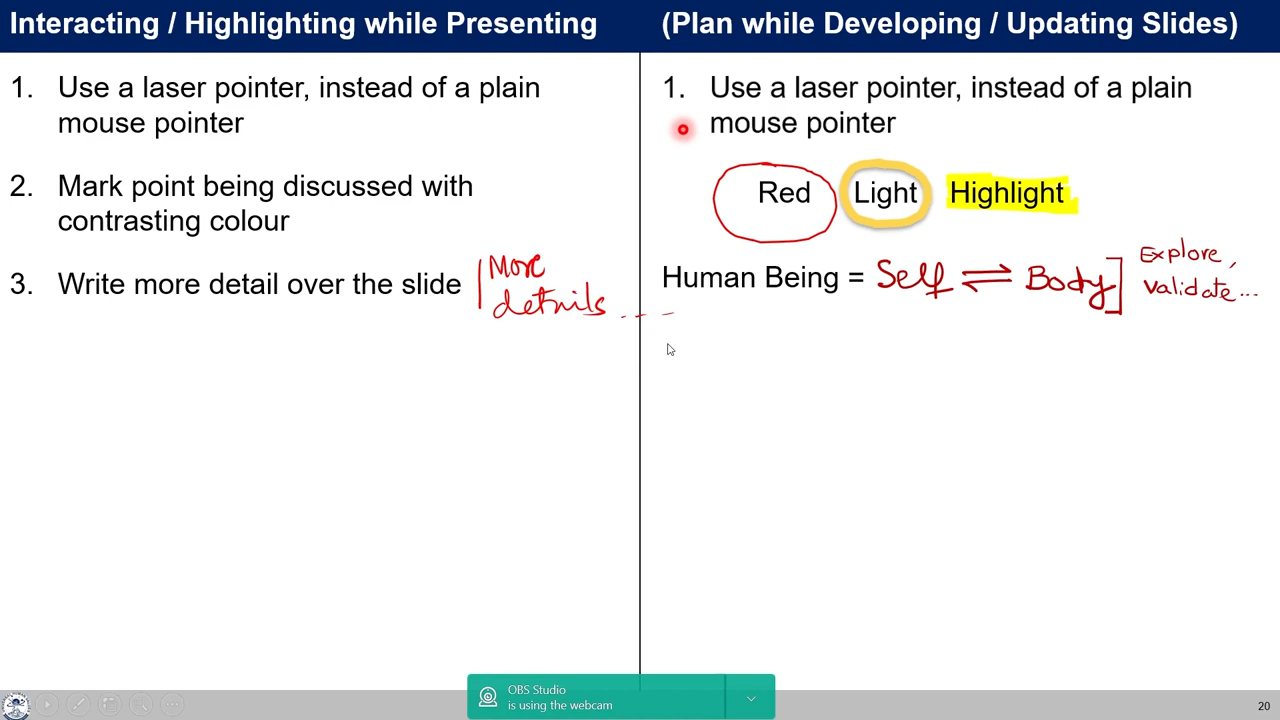 Interacting / Highlighting while Presenting
1. Use a laser pointer, instead of a plain
mouse pointer
2. Mark point being discussed with
contrasting colour
3. Write more detail over the slide
More
details....
(Plan while Developing / Updating Slides)
1. Use a laser pointer, instead of a plain
mouse pointer
Red Light Highlight
Human Being = Self ⇌ Body]
Explore,
validate...
OBS Studio
is using the webcam
20